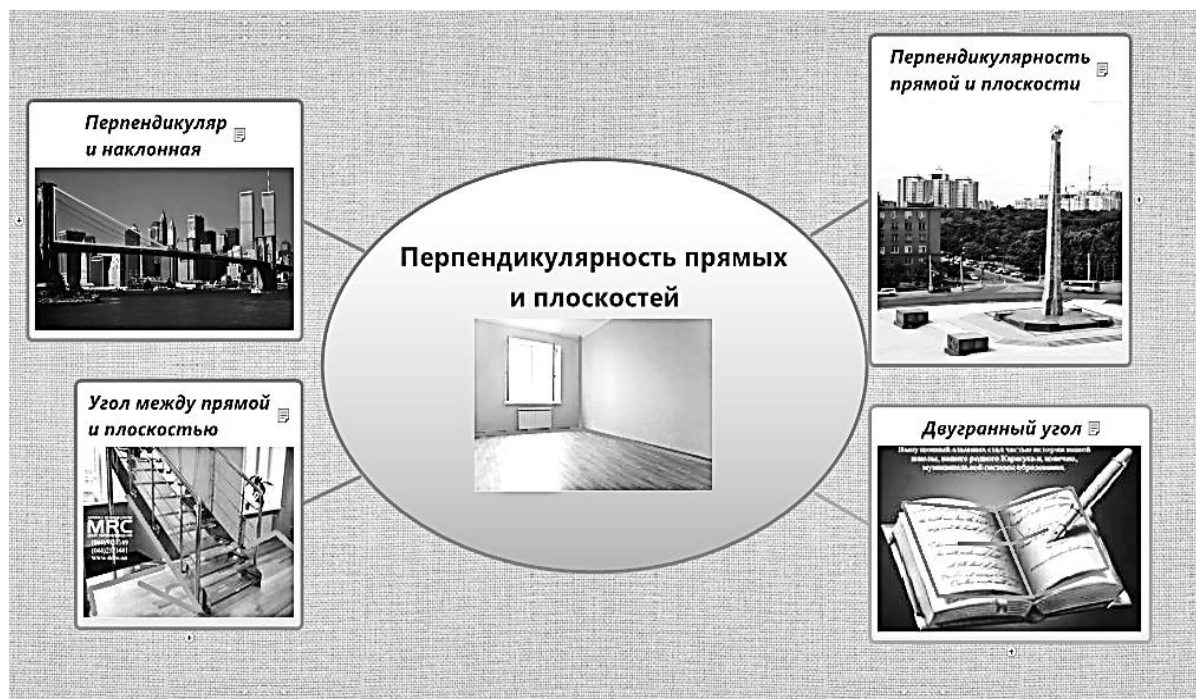 Перпендикуляр
и наклонная
Перпендикулярность
прямой и плоскости
Перпендикулярность прямых
и плоскостей
Угол между прямой
и плоскостью
MRC
Двугранный угол